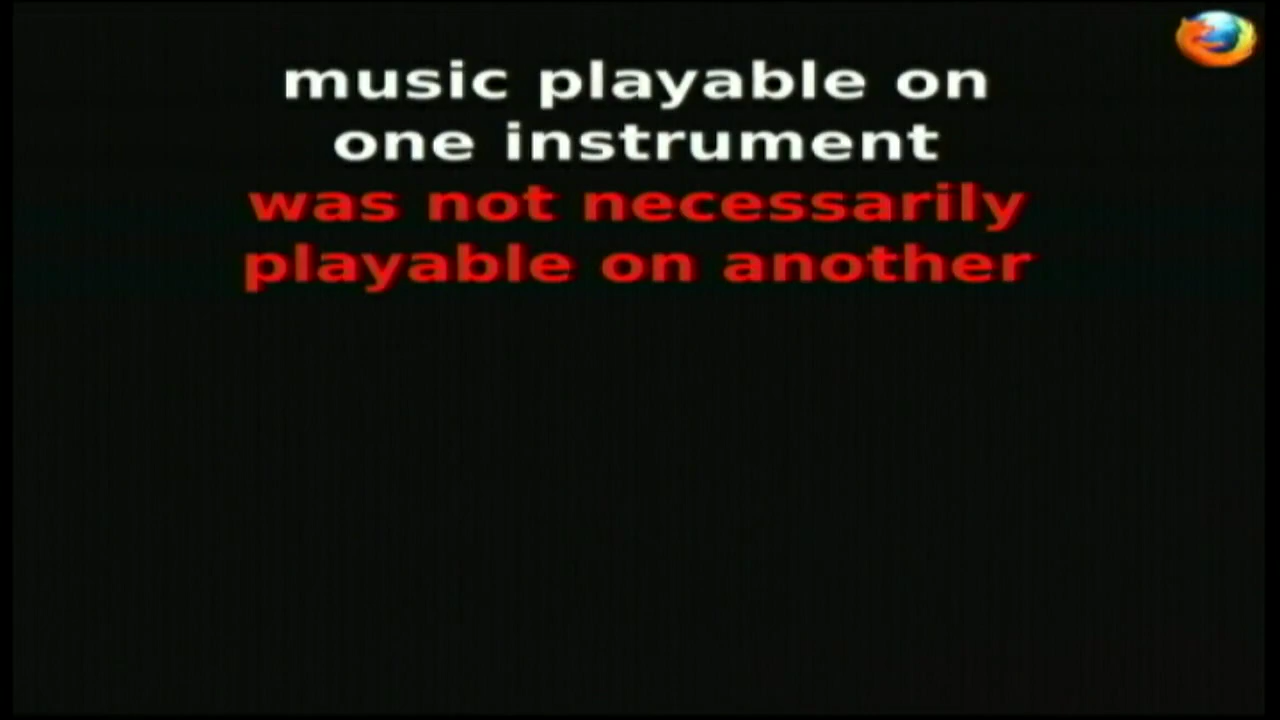 music playable on
one instrument
was not necessarily
playable on another